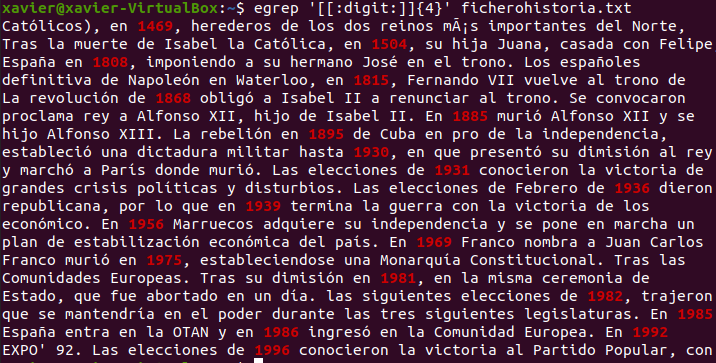 xavier@xavier-VirtualBox:~$ egrep '[[:digit:]]{4}' ficherohistoria.txt
Católicos), en 1469, herederos de los dos reinos mÃ¡s importantes del Norte,
Tras la muerte de Isabel la Católica, en 1504, su hija Juana, casada con Felipe
España en 1808, imponiendo a su hermano José en el trono. Los españoles
definitiva de Napoleón en Waterloo, en 1815, Fernando VII vuelve al trono de
La revolución de 1868 obligó a Isabel II a renunciar al trono. Se convocaron
proclama rey a Alfonso XII, hijo de Isabel II. En 1885 murió Alfonso XII y se
hijo Alfonso XIII. La rebelión en 1895 de Cuba en pro de la independencia,
estableció una dictadura militar hasta 1930, en que presentó su dimisión al rey
y marchó a París donde murió. Las elecciones de 1931 conocieron la victoria de
grandes crisis políticas y disturbios. Las elecciones de Febrero de 1936 dieron
republicana, por lo que en 1939 termina la guerra con la victoria de los
económico. En 1956 Marruecos adquiere su independencia y se pone en marcha un
plan de estabilización económica del país. En 1969 Franco nombra a Juan Carlos
Franco murió en 1975, estableciendose una Monarquía Constitucional. Tras las
Comunidades Europeas. Tras su dimisión en 1981, en la misma ceremonia de
Estado, que fue abortado en un día. las siguientes elecciones de 1982, trajeron
que se mantendría en el poder durante las tres siguientes legislaturas. En 1985
España entra en la OTAN y en 1986 ingresó en la Comunidad Europea. En 1992
EXPO' 92. Las elecciones de 1996 conocieron la victoria al Partido Popular, con